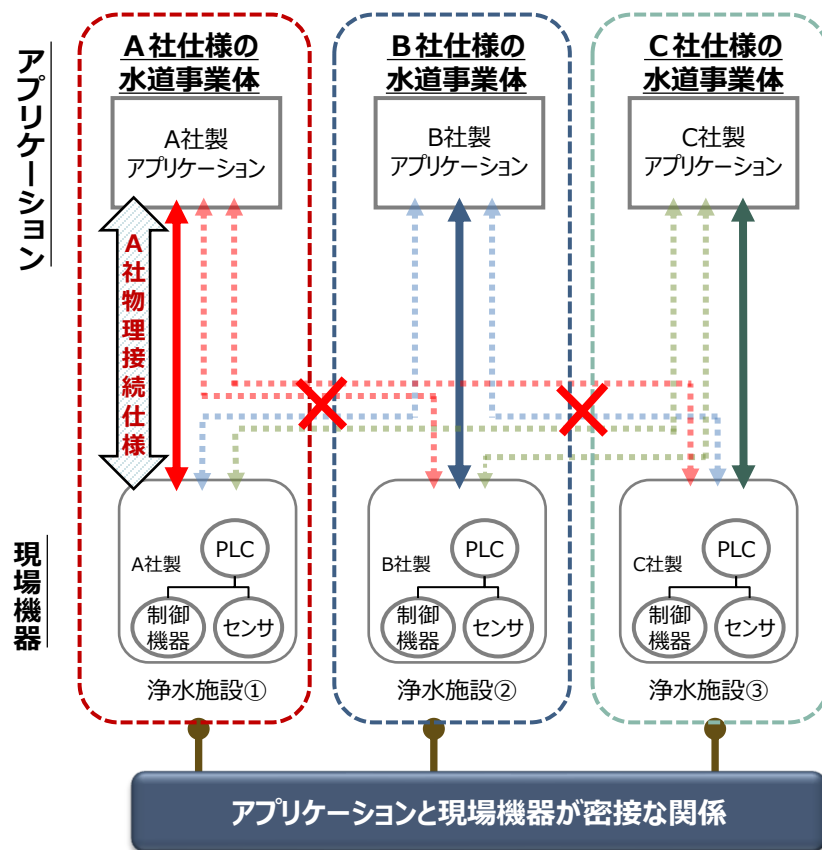 アプリケーション
A社仕様の
水道事業体
A社製
アプリケーション
B社仕様の
水道事業体
B社製
アプリケーション
C社仕様の
水道事業体
C社製
アプリケーション
A社物理接続仕様
現場機器
A社製
PLC
制御
機器
センサ
浄水施設①
B社製
PLC
制御
機器
センサ
浄水施設②
C社製
PLC
制御
機器
センサ
浄水施設③
アプリケーションと現場機器が密接な関係